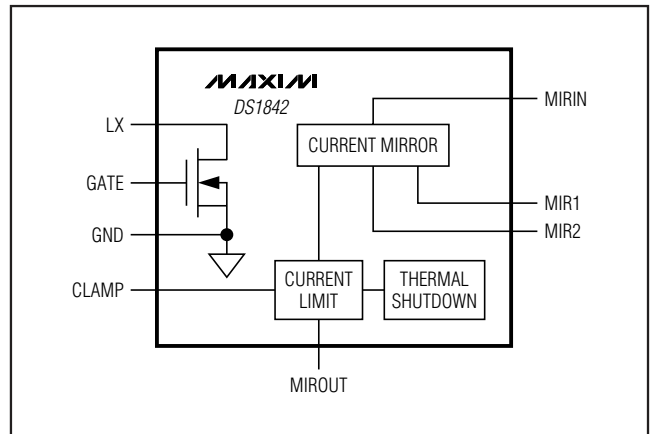 MAXIM
DS1842
LX
GATE
GND
CLAMP
CURRENT MIRROR
MIRIN
MIR1
MIR2
CURRENT
LIMIT
THERMAL
SHUTDOWN
MIROUT